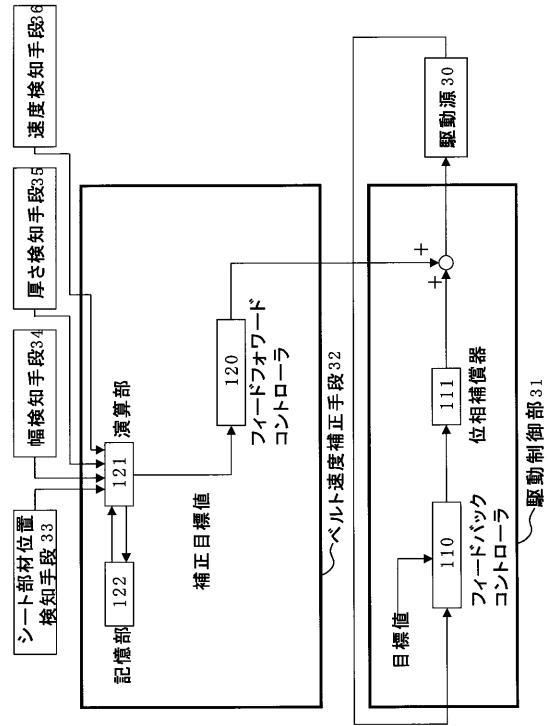 シート部材位置
検知手段 33
幅検知手段34
厚さ検知手段35
速度検知手段36
122
記憶部
121
演算部
補正目標値
120
フィードフォワード
コントローラ
ベルト速度補正手段32
目標値
110
フィードバック
コントローラ
111
位相補償器
+
+
駆動源30
駆動制御部31